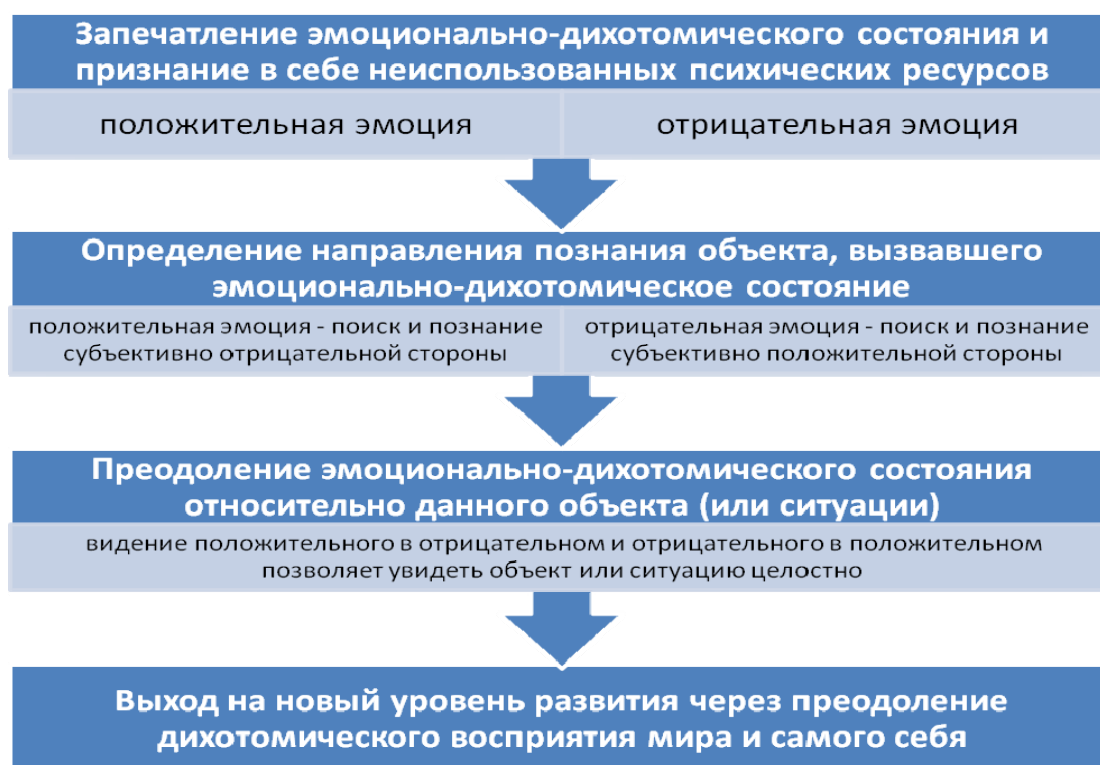 Запечатление эмоционально-дихотомического состояния и
признание в себе неиспользованных психических ресурсов
положительная эмоция
отрицательная эмоция
Определение направления познания объекта, вызвавшего
эмоционально-дихотомическое состояние
положительная эмоция - поиск и познание
субъективно отрицательной стороны
отрицательная эмоция - поиск и познание
субъективно положительной стороны
Преодоление эмоционально-дихотомического состояния
относительно данного объекта (или ситуации)
видение положительного в отрицательном и отрицательного в положительном
позволяет увидеть объект или ситуацию целостно
Выход на новый уровень развития через преодоление
дихотомического восприятия мира и самого себя